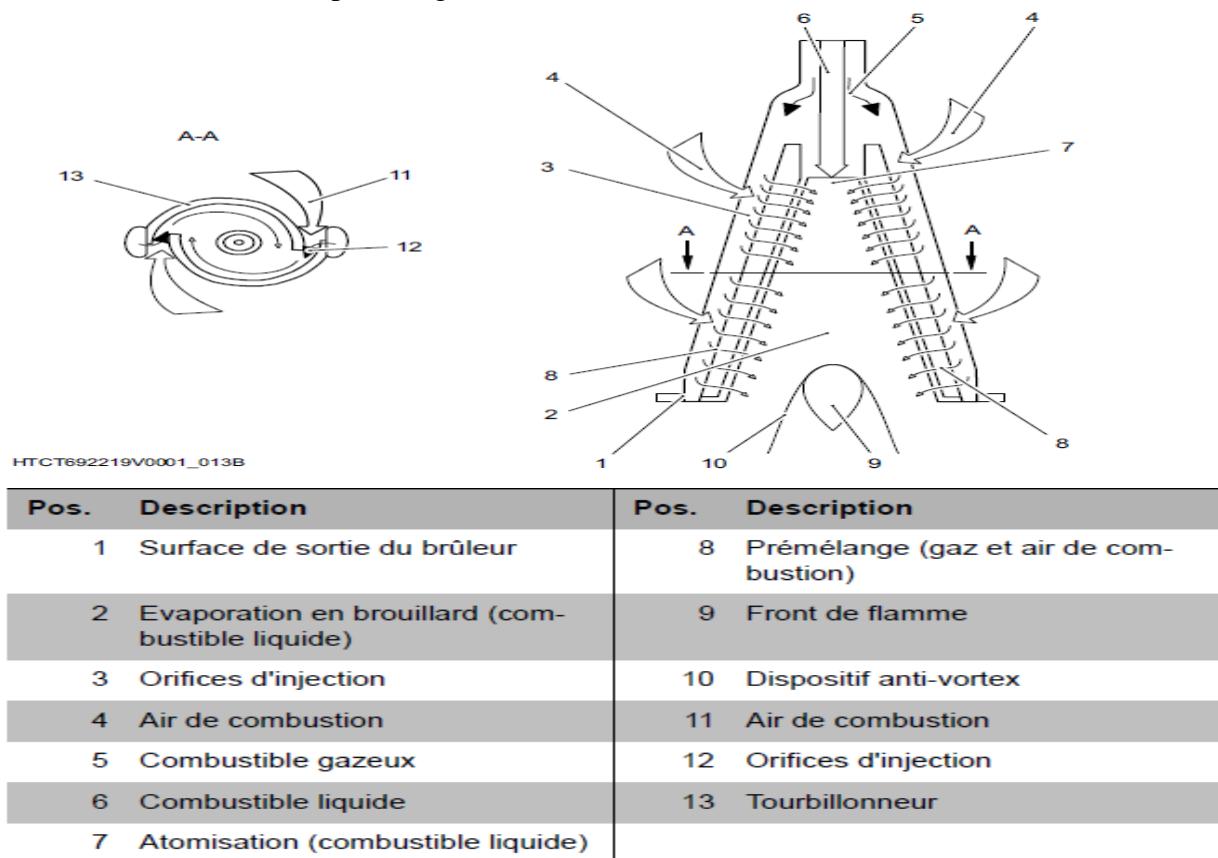 6 5 4
4
A-A
7
13 11
3
12
A A
8
2
8
HTCT692219V0001_013B
1 10 9
Pos. Description Pos. Description
1 Surface de sortie du brûleur 8 Prémélange (gaz et air de com-
bustion)
2 Evaporation en brouillard (com-
bustible liquide) 9 Front de flamme
3 Orifices d'injection 10 Dispositif anti-vortex
4 Air de combustion 11 Air de combustion
5 Combustible gazeux 12 Orifices d'injection
6 Combustible liquide 13 Tourbillonneur
7 Atomisation (combustible liquide)